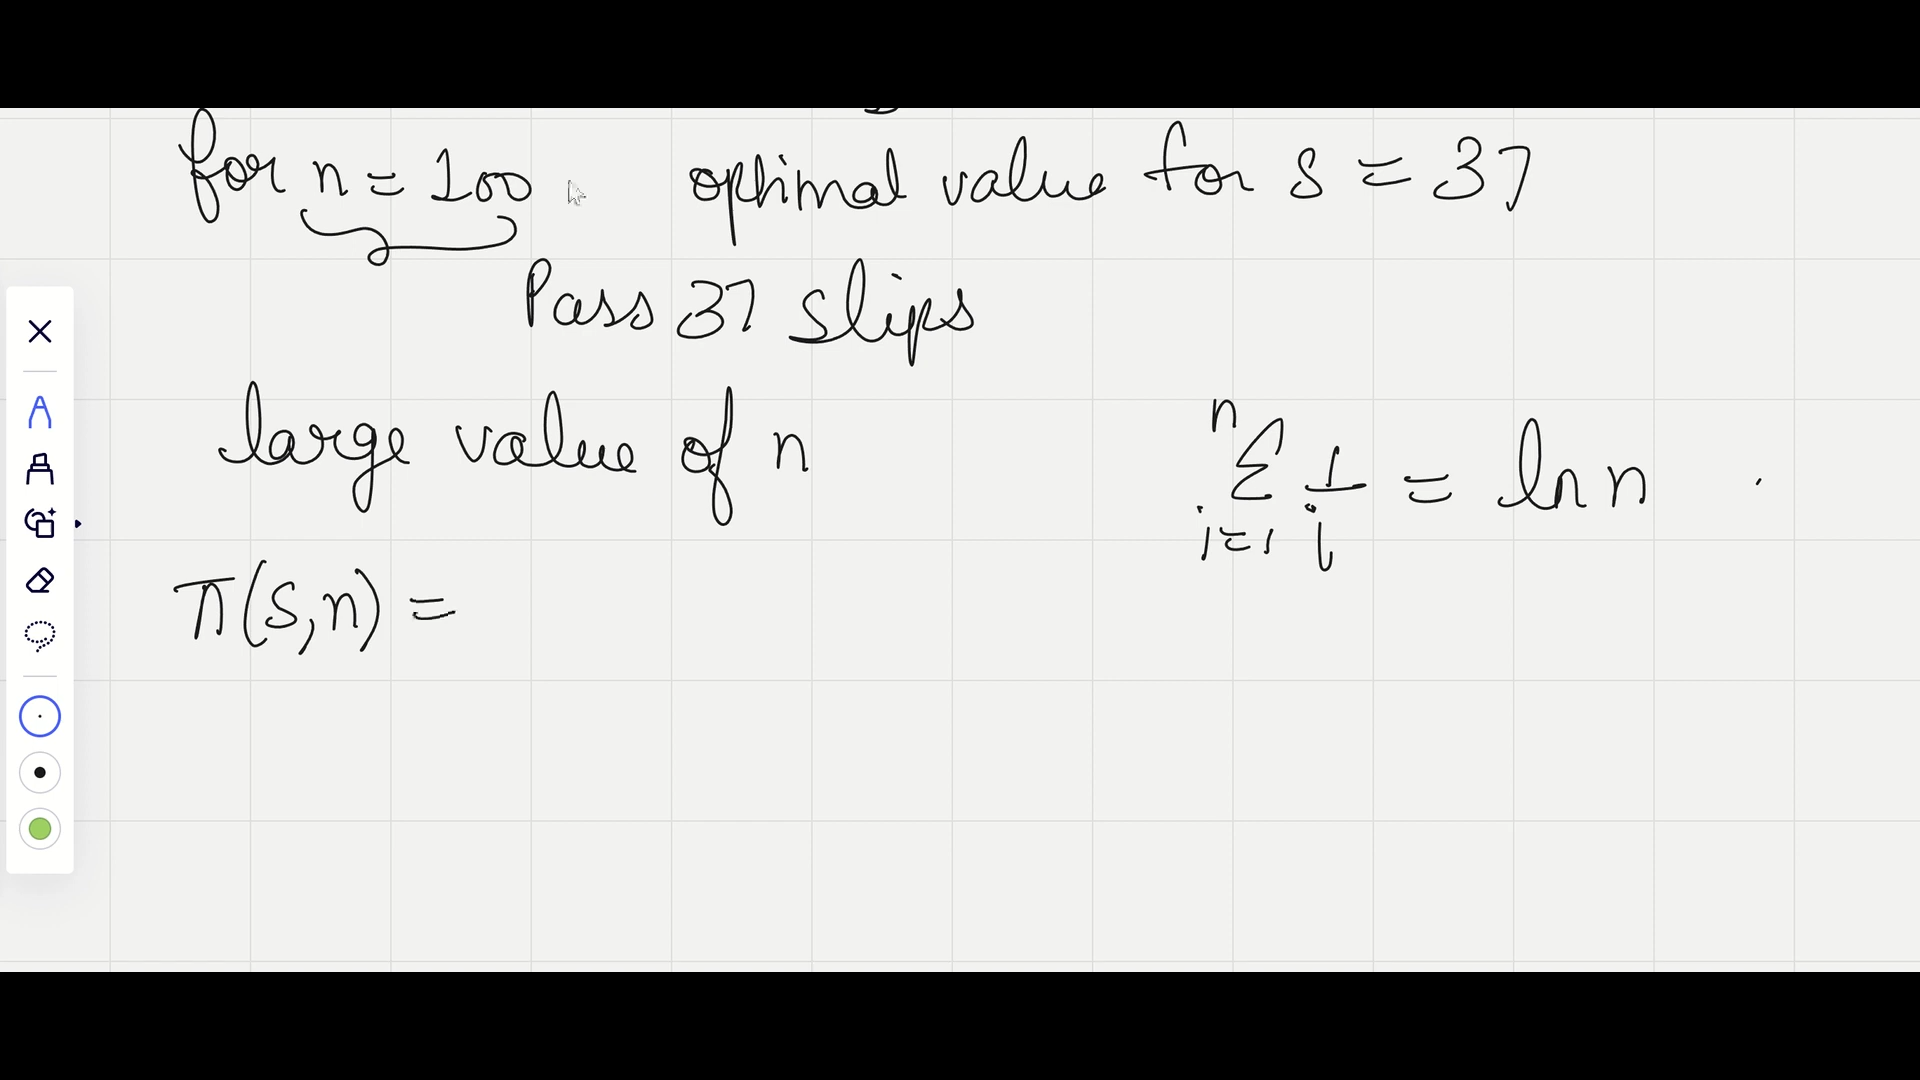 for n = 100 optimal value for s = 37
Pass 37 slips
large value of n
n
Σ 1/i = ln n
i=1
π(s,n) =